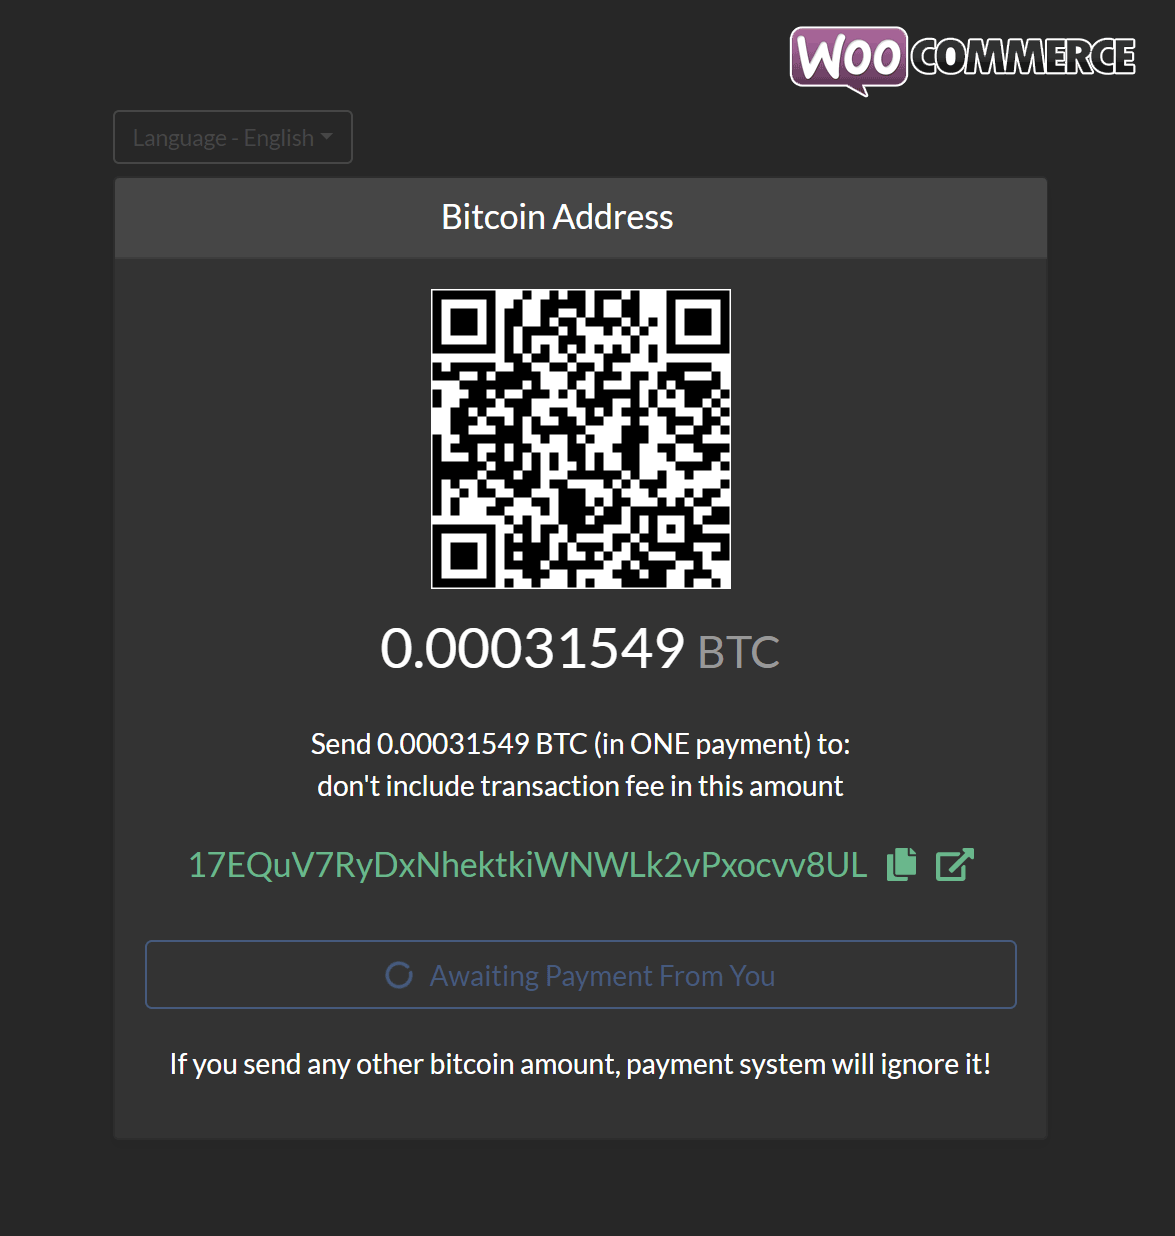 WOO COMMERCE
Language - English
Bitcoin Address
0.00031549 BTC
Send 0.00031549 BTC (in ONE payment) to:
don't include transaction fee in this amount
17EQuV7RyDxNhektkiWNWLk2vPxocvv8UL
Awaiting Payment From You
If you send any other bitcoin amount, payment system will ignore it!